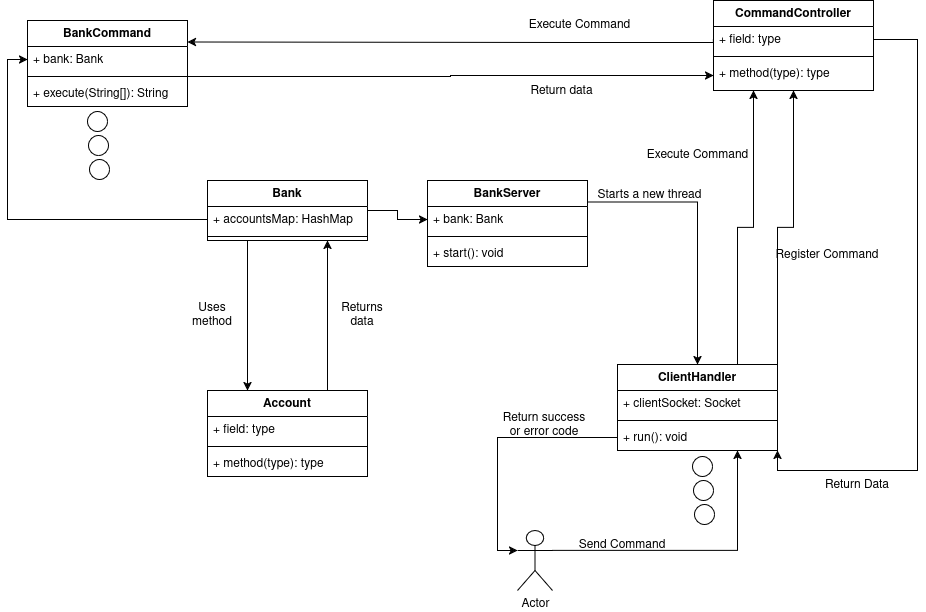 CommandController
+ field: type
+ method(type): type
BankCommand
+ bank: Bank
+ execute(String[]): String
Execute Command
Return data
Execute Command
Bank
+ accountsMap: HashMap
BankServer
+ bank: Bank
+ start(): void
Starts a new thread
Register Command
Uses
method
Returns
data
ClientHandler
+ clientSocket: Socket
+ run(): void
Account
+ field: type
+ method(type): type
Return success
or error code
Return Data
Send Command
Actor